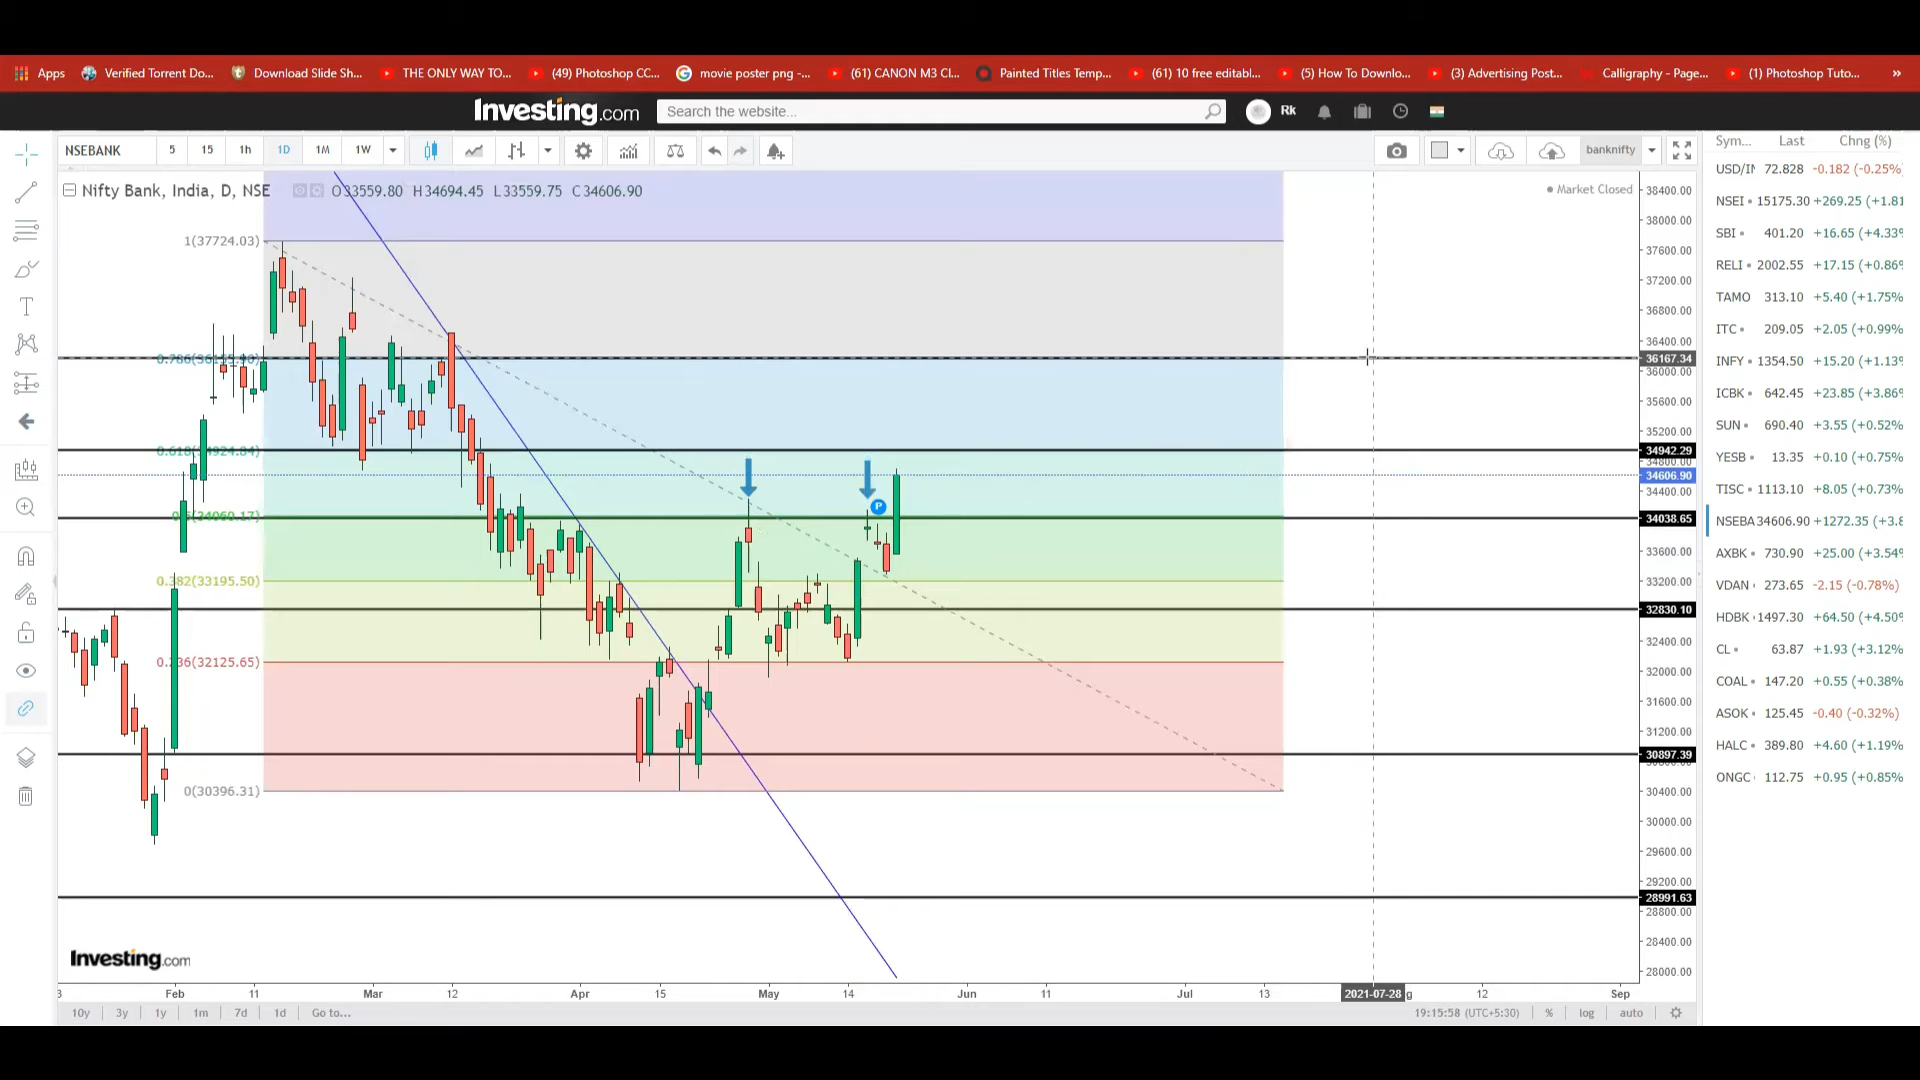 Apps Verified Torrent Do... Download Slide Sh... THE ONLY WAY TO... (49) Photoshop CC... movie poster png -... (61) CANON M3 Cl... Painted Titles Temp... (61) 10 free editabl... (5) How To Downlo... (3) Advertising Post... Calligraphy - Page... (1) Photoshop Tuto... »
Investing.com Search the website... Rk
NSEBANK 5 15 1h 1D 1M 1W banknifty
Nifty Bank, India, D, NSE O33559.80 H34694.45 L33559.75 C34606.90 Market Closed
1(37724.03)
0.618(34924.84)
0.5(34060.17)
0.382(33195.50)
0.236(32125.65)
0(30396.31)
P
38400.00
38000.00
37600.00
37200.00
36800.00
36400.00
36167.34
36000.00
35600.00
35200.00
34942.29
34800.00
34606.90
34400.00
34038.65
33600.00
33200.00
32830.10
32400.00
32000.00
31600.00
31200.00
30897.39
30400.00
30000.00
29600.00
29200.00
28991.63
28800.00
28400.00
28000.00
Investing.com
3 Feb 11 Mar 12 Apr 15 May 14 Jun 11 Jul 13 2021-07-28 g 12 Sep
10y 3y 1y 1m 7d 1d Go to... 19:15:58 (UTC+5:30) % log auto
Sym... Last Chng (%)
USD/IN 72.828 -0.182 (-0.25%)
NSEI 15175.30 +269.25 (+1.81
SBI 401.20 +16.65 (+4.33%
RELI 2002.55 +17.15 (+0.86%
TAMO 313.10 +5.40 (+1.75%
ITC 209.05 +2.05 (+0.99%
INFY 1354.50 +15.20 (+1.13%
ICBK 642.45 +23.85 (+3.86%
SUN 690.40 +3.55 (+0.52%
YESB 13.35 +0.10 (+0.75%
TISC 1113.10 +8.05 (+0.73%
NSEBA 34606.90 +1272.35 (+3.8
AXBK 730.90 +25.00 (+3.54%
VDAN 273.65 -2.15 (-0.78%)
HDBK 1497.30 +64.50 (+4.50%
CL 63.87 +1.93 (+3.12%
COAL 147.20 +0.55 (+0.38%
ASOK 125.45 -0.40 (-0.32%)
HALC 389.80 +4.60 (+1.19%
ONGC 112.75 +0.95 (+0.85%